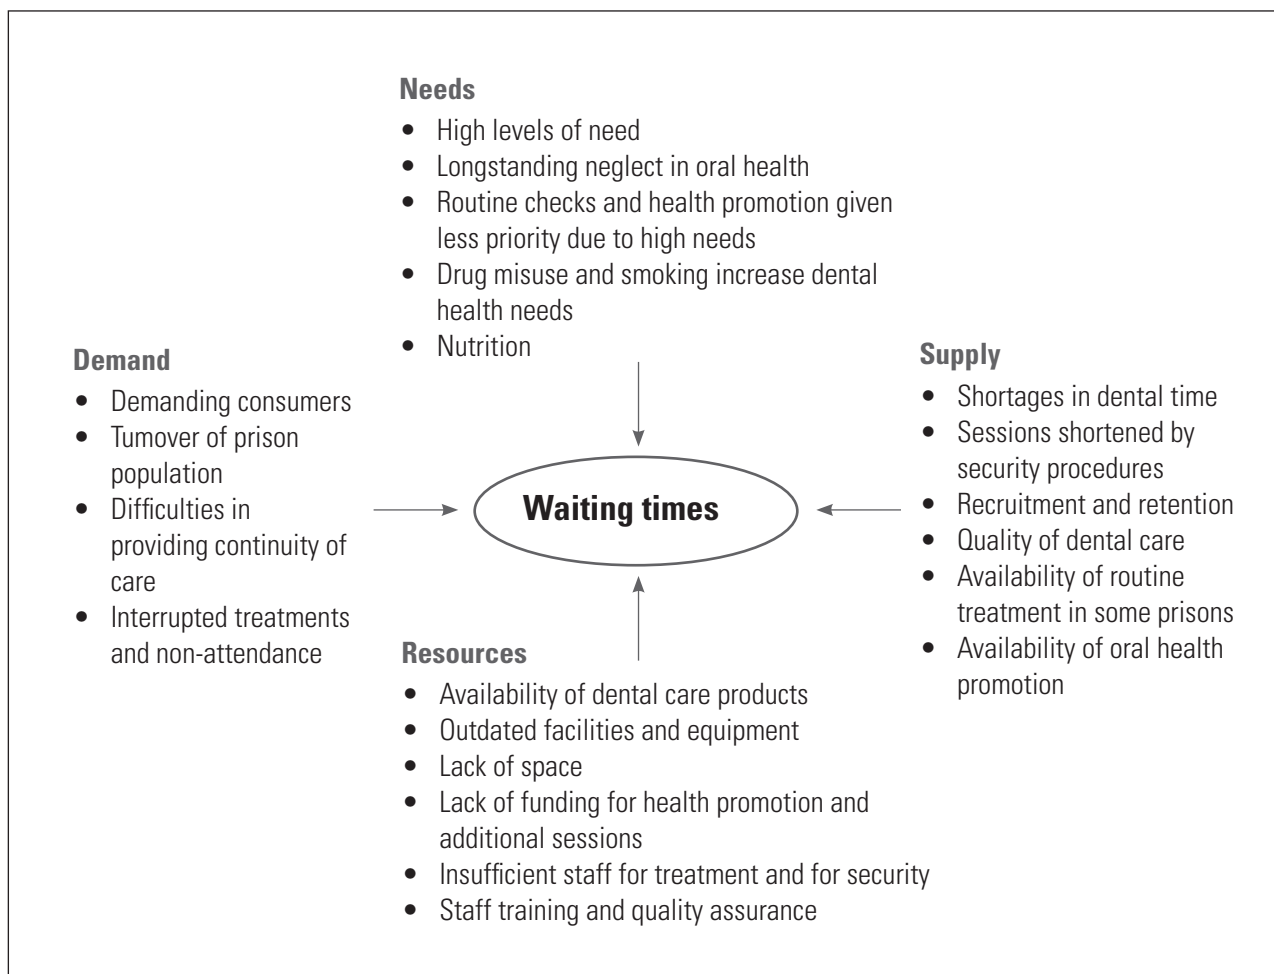 Needs
• High levels of need
• Longstanding neglect in oral health
• Routine checks and health promotion given
less priority due to high needs
• Drug misuse and smoking increase dental
health needs
• Nutrition
Demand
• Demanding consumers
• Tumover of prison
population
• Difficulties in
providing continuity of
care
• Interrupted treatments
and non-attendance
Waiting times
Supply
• Shortages in dental time
• Sessions shortened by
security procedures
• Recruitment and retention
• Quality of dental care
• Availability of routine
treatment in some prisons
• Availability of oral health
promotion
Resources
• Availability of dental care products
• Outdated facilities and equipment
• Lack of space
• Lack of funding for health promotion and
additional sessions
• Insufficient staff for treatment and for security
• Staff training and quality assurance